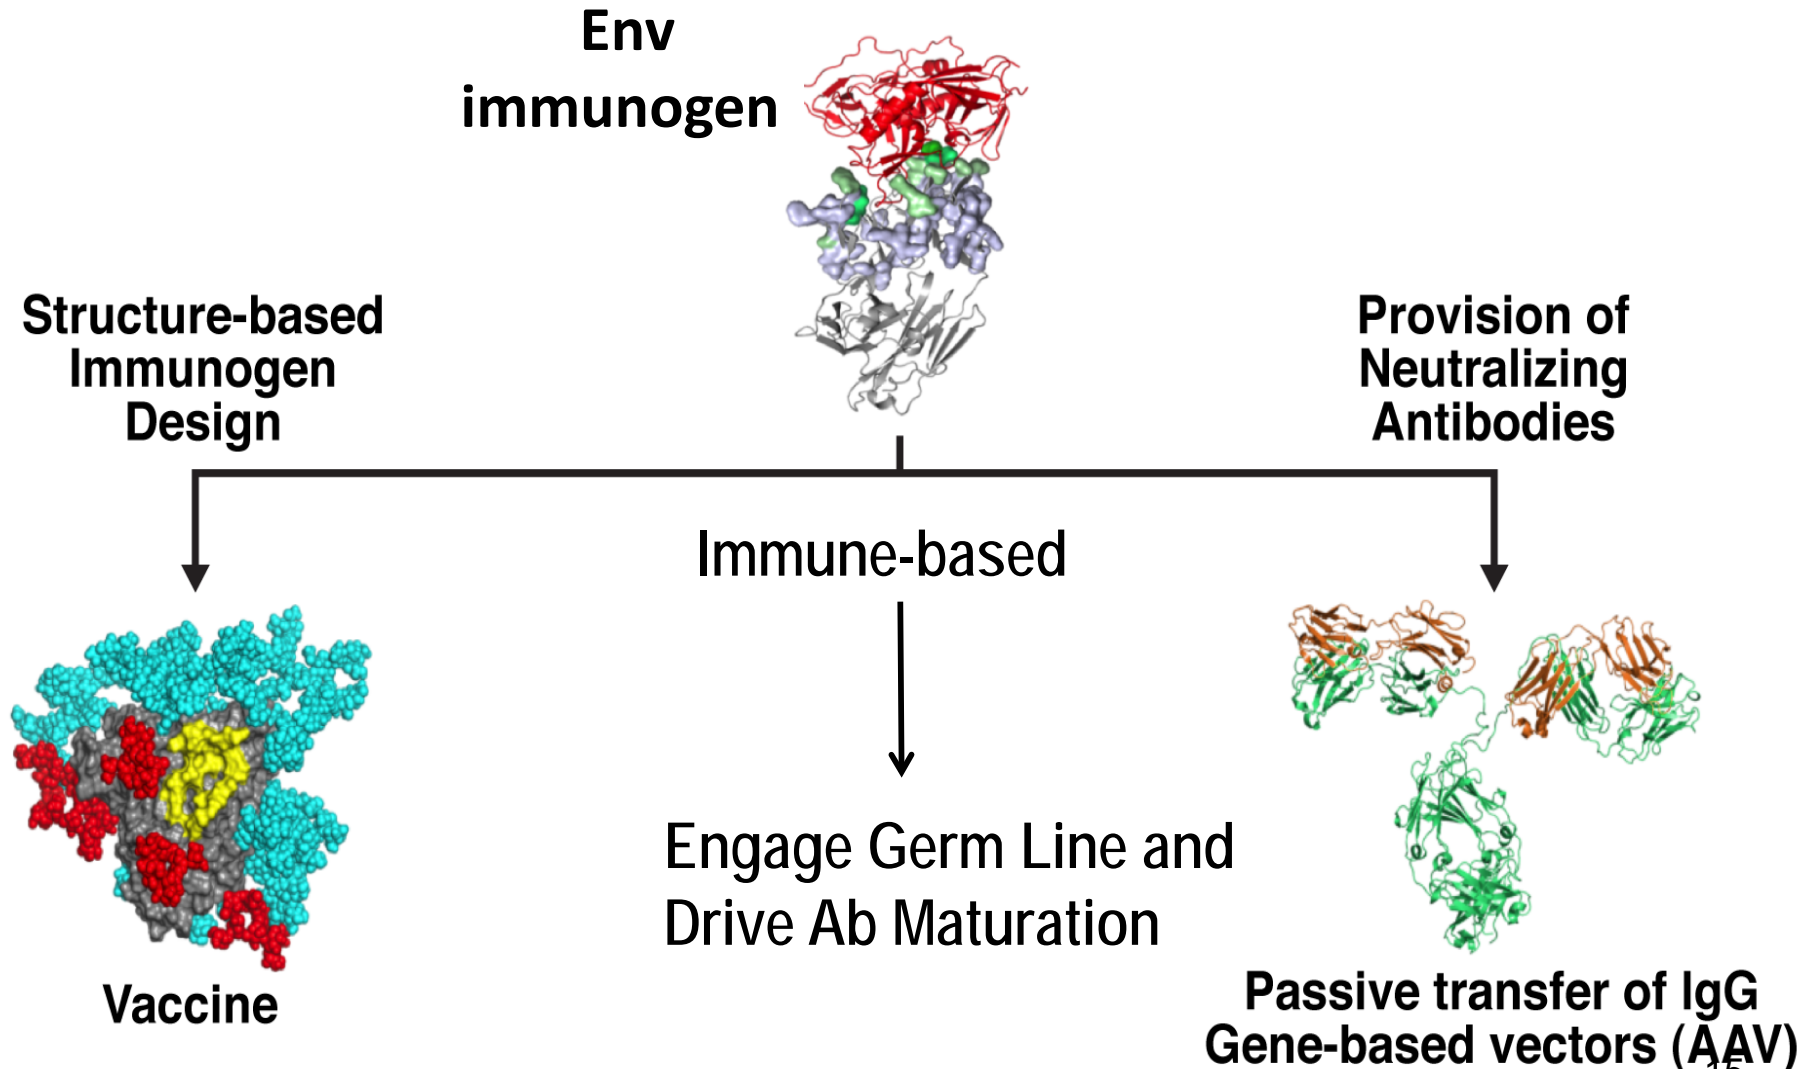 Env
immunogen
Structure-based
Immunogen
Design
Provision of
Neutralizing
Antibodies
Immune-based
Engage Germ Line and
Drive Ab Maturation
Vaccine
Passive transfer of IgG
Gene-based vectors (AAV)